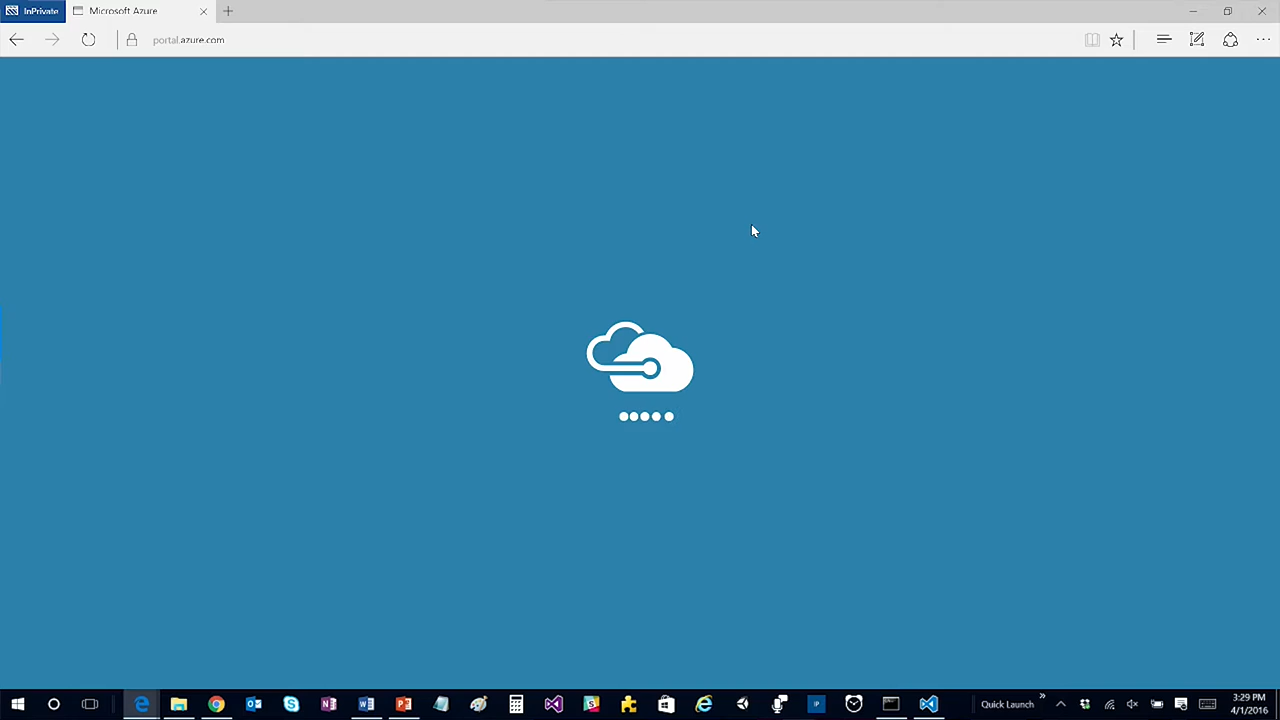 InPrivate
Microsoft Azure
portal.azure.com
Quick Launch
3:29 PM
4/1/2016